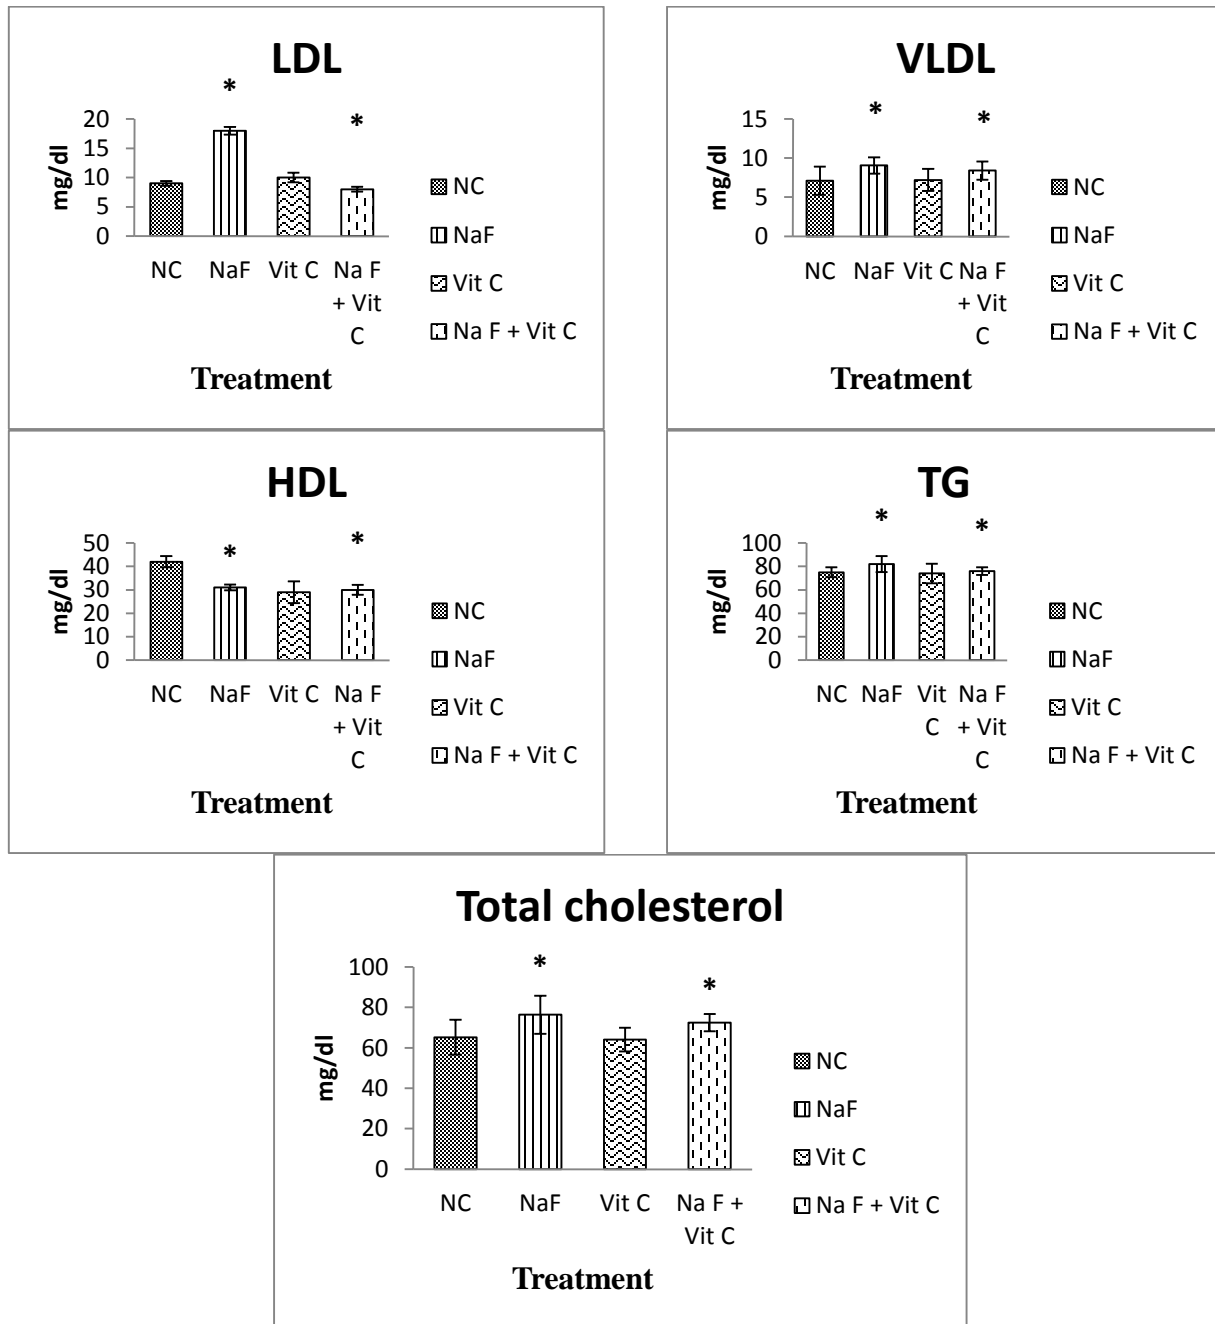 LDL
*
*
20
15
10
5
0
mg/dl
NC
NaF
Vit C
Na F
+ Vit
C
Treatment
NC
NaF
Vit C
Na F + Vit C
VLDL
*
*
15
10
5
0
mg/dl
NC
NaF
Vit C
Na F
+ Vit
C
Treatment
NC
NaF
Vit C
Na F + Vit C
HDL
*
*
50
40
30
20
10
0
mg/dl
NC
NaF
Vit C
Na F
+ Vit
C
Treatment
NC
NaF
Vit C
Na F + Vit C
TG
*
*
100
80
60
40
20
0
mg/dl
NC
NaF
Vit
C
Na F
+ Vit
C
Treatment
NC
NaF
Vit C
Na F + Vit C
Total cholesterol
*
*
100
80
60
40
20
0
mg/dl
NC
NaF
Vit C
Na F +
Vit C
Treatment
NC
NaF
Vit C
Na F + Vit C